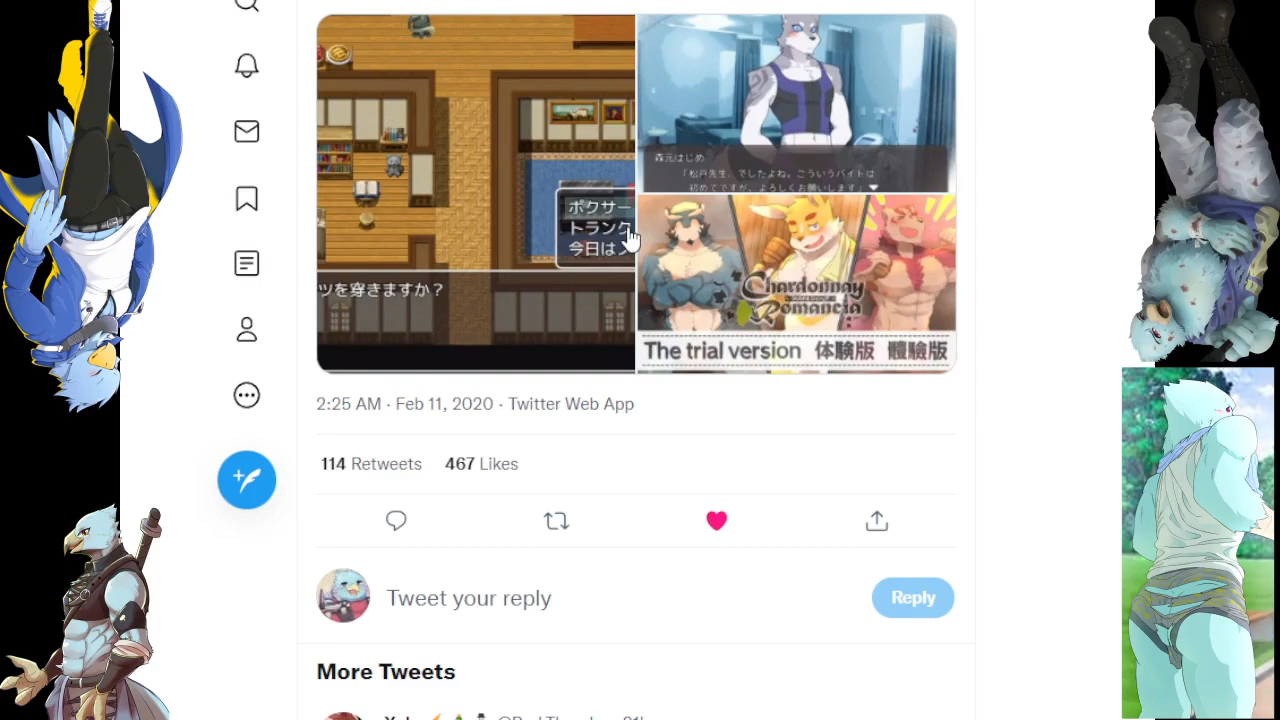 ボクサー
トランク
今日は
ツを穿きますか？
森元はじめ
「松谷先生、でしたよね。こういうバイトは
初めてですが、よろしくお願いします」
Chardonnay
Romancia
The trial version 体験版 體驗版
2:25 AM · Feb 11, 2020 · Twitter Web App
114 Retweets 467 Likes
Tweet your reply
Reply
More Tweets